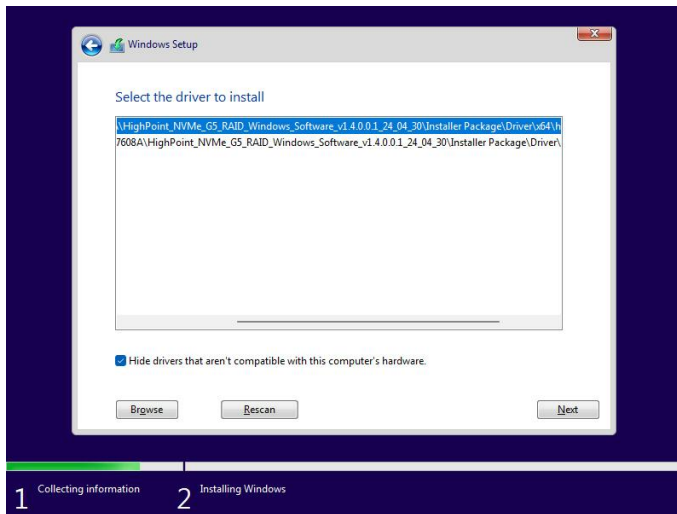 Windows Setup
Select the driver to install
\HighPoint_NVMe_G5_RAID_Windows_Software_v1.4.0.0.1_24_04_30\Installer Package\Driver\x64\h
7608A\HighPoint_NVMe_G5_RAID_Windows_Software_v1.4.0.0.1_24_04_30\Installer Package\Driver\
Hide drivers that aren't compatible with this computer's hardware.
Browse Rescan Next
1 Collecting information 2 Installing Windows